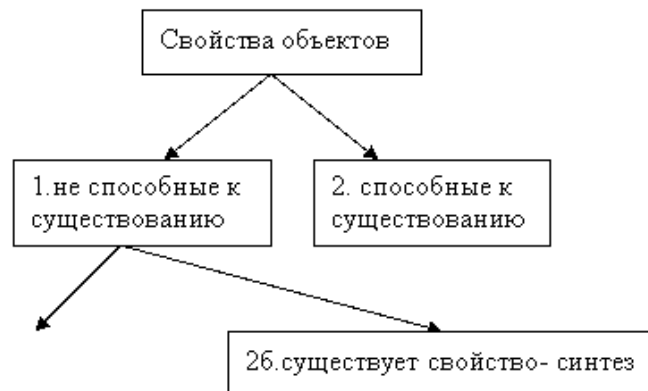 Свойства объектов
1.не способные к
существованию
2. способные к
существованию
2б.существует свойство- синтез